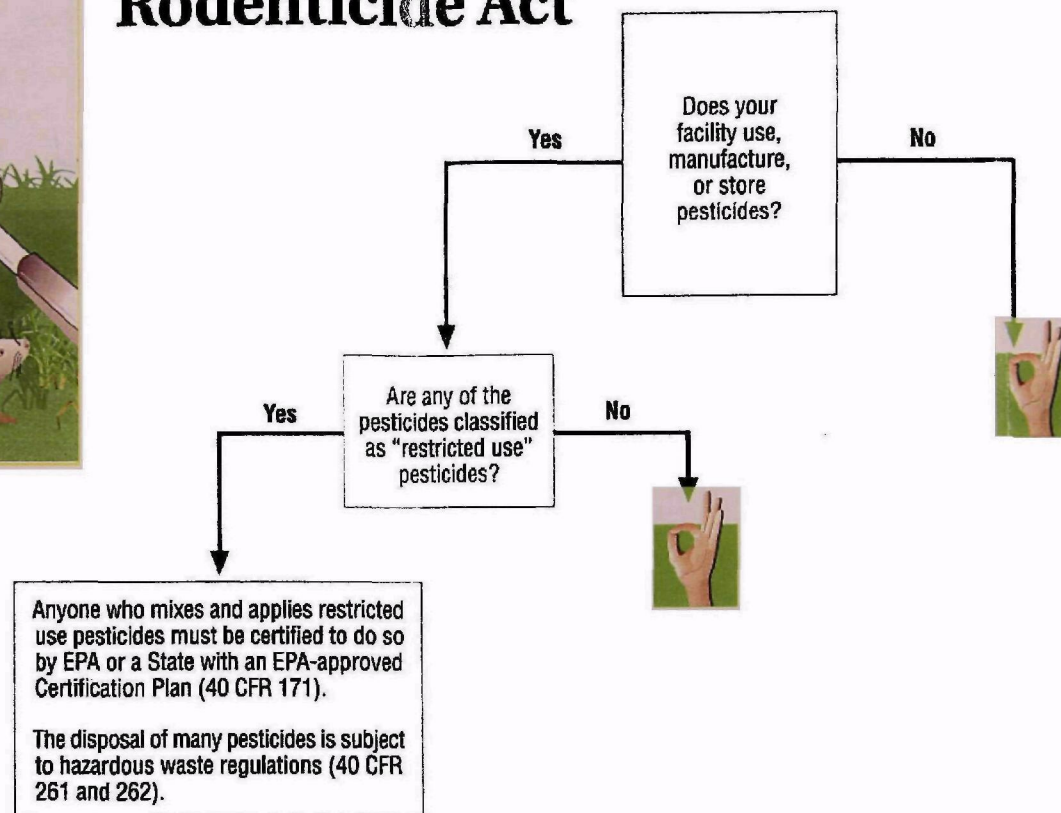 Rodenticide Act
Does your
facility use,
manufacture,
or store
pesticides?
Yes
No
Are any of the
pesticides classified
as “restricted use”
pesticides?
Yes
No
Anyone who mixes and applies restricted
use pesticides must be certified to do so
by EPA or a State with an EPA-approved
Certification Plan (40 CFR 171).
The disposal of many pesticides is subject
to hazardous waste regulations (40 CFR
261 and 262).